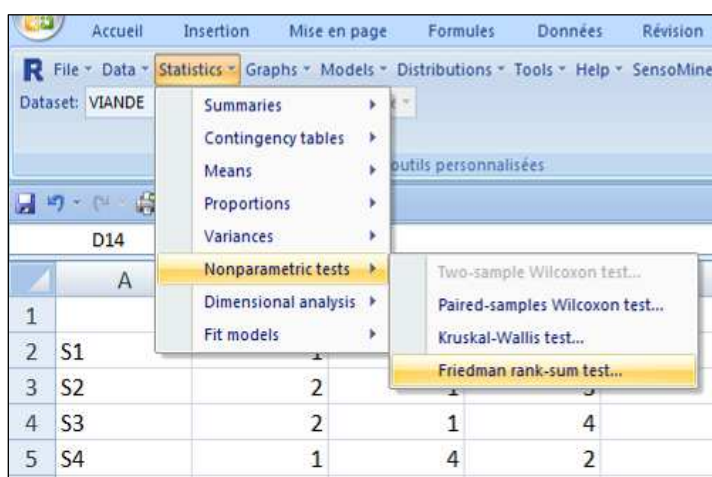 Accueil Insertion Mise en page Formules Données Révision
R File Data Statistics Graphs Models Distributions Tools Help SensoMine
Dataset: VIANDE
Summaries
Contingency tables
Means
outils personnalisées
Proportions
Variances
D14
Nonparametric tests
Dimensional analysis
Fit models
Two-sample Wilcoxon test...
Paired-samples Wilcoxon test...
Kruskal-Wallis test...
Friedman rank-sum test...
A
1
2 S1
3 S2 2 1
4 S3 2 1 4
5 S4 1 4 2